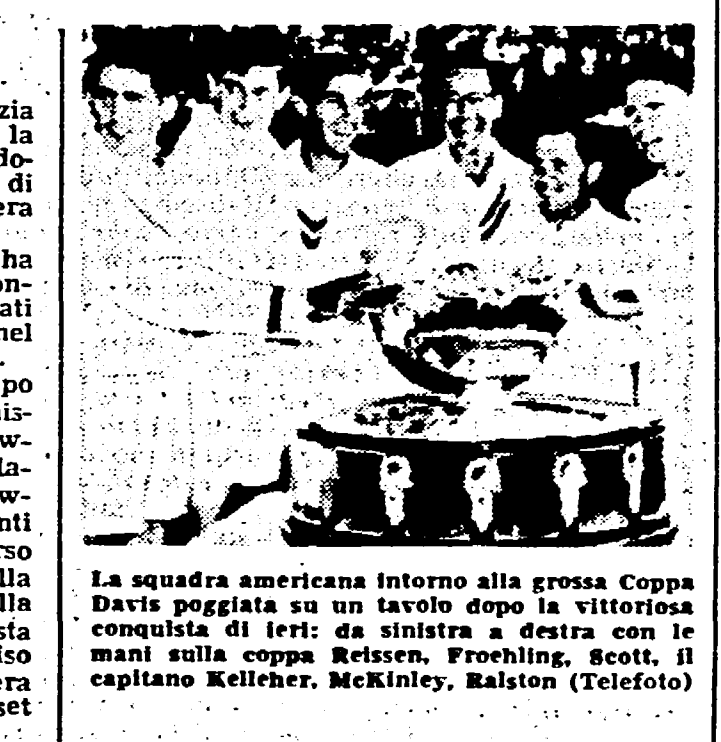 zia
la
do-
di
era
ha
on-
ati
nel
po
is-
w-
la-
w-
nti
rso
lla
lla
sta
iso
era
set
La squadra americana intorno alla grossa Coppa
Davis poggiata su un tavolo dopo la vittoriosa
conquista di ieri: da sinistra a destra con le
mani sulla coppa Reissen, Froehling, Scott, il
capitano Kelleher, McKinley, Ralston (Telefoto)